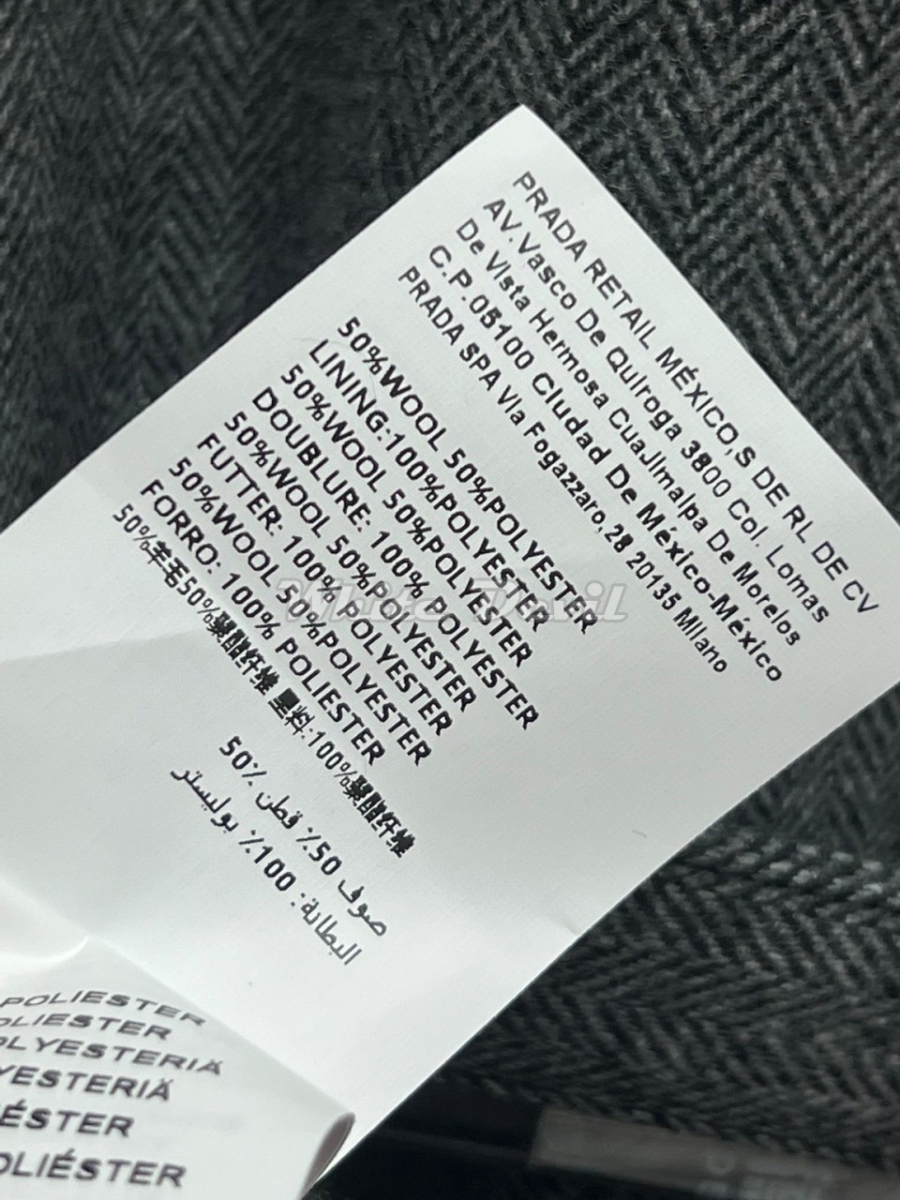 PRADA RETAIL MÉXICO,S DE RL DE CV
AV.Vasco De Quiroga 3800 Col. Lomas
De Vista Hermosa Cuajimalpa De Morelos
C.P.05100 Ciudad De México-México
PRADA SPA Via Fogazzaro,28 20135 Milano
50%WOOL 50%POLYESTER
LINING:100%POLYESTER
50%WOOL 50%POLYESTER
DOUBLURE: 100% POLYESTER
50%WOOL 50%POLYESTER
FUTTER: 100% POLYESTER
50%WOOL 50%POLYESTER
FORRO: 100% POLIESTER
50%羊毛50%聚酯纤维 里料:100%聚酯纤维
صوف 50٪ قطن 50٪
البطانة: 100٪ بوليستر
White Devil
POLIESTER
OLIESTER
OLYESTERIÄ
YESTERIÄ
ÉSTER
OLIÉSTER